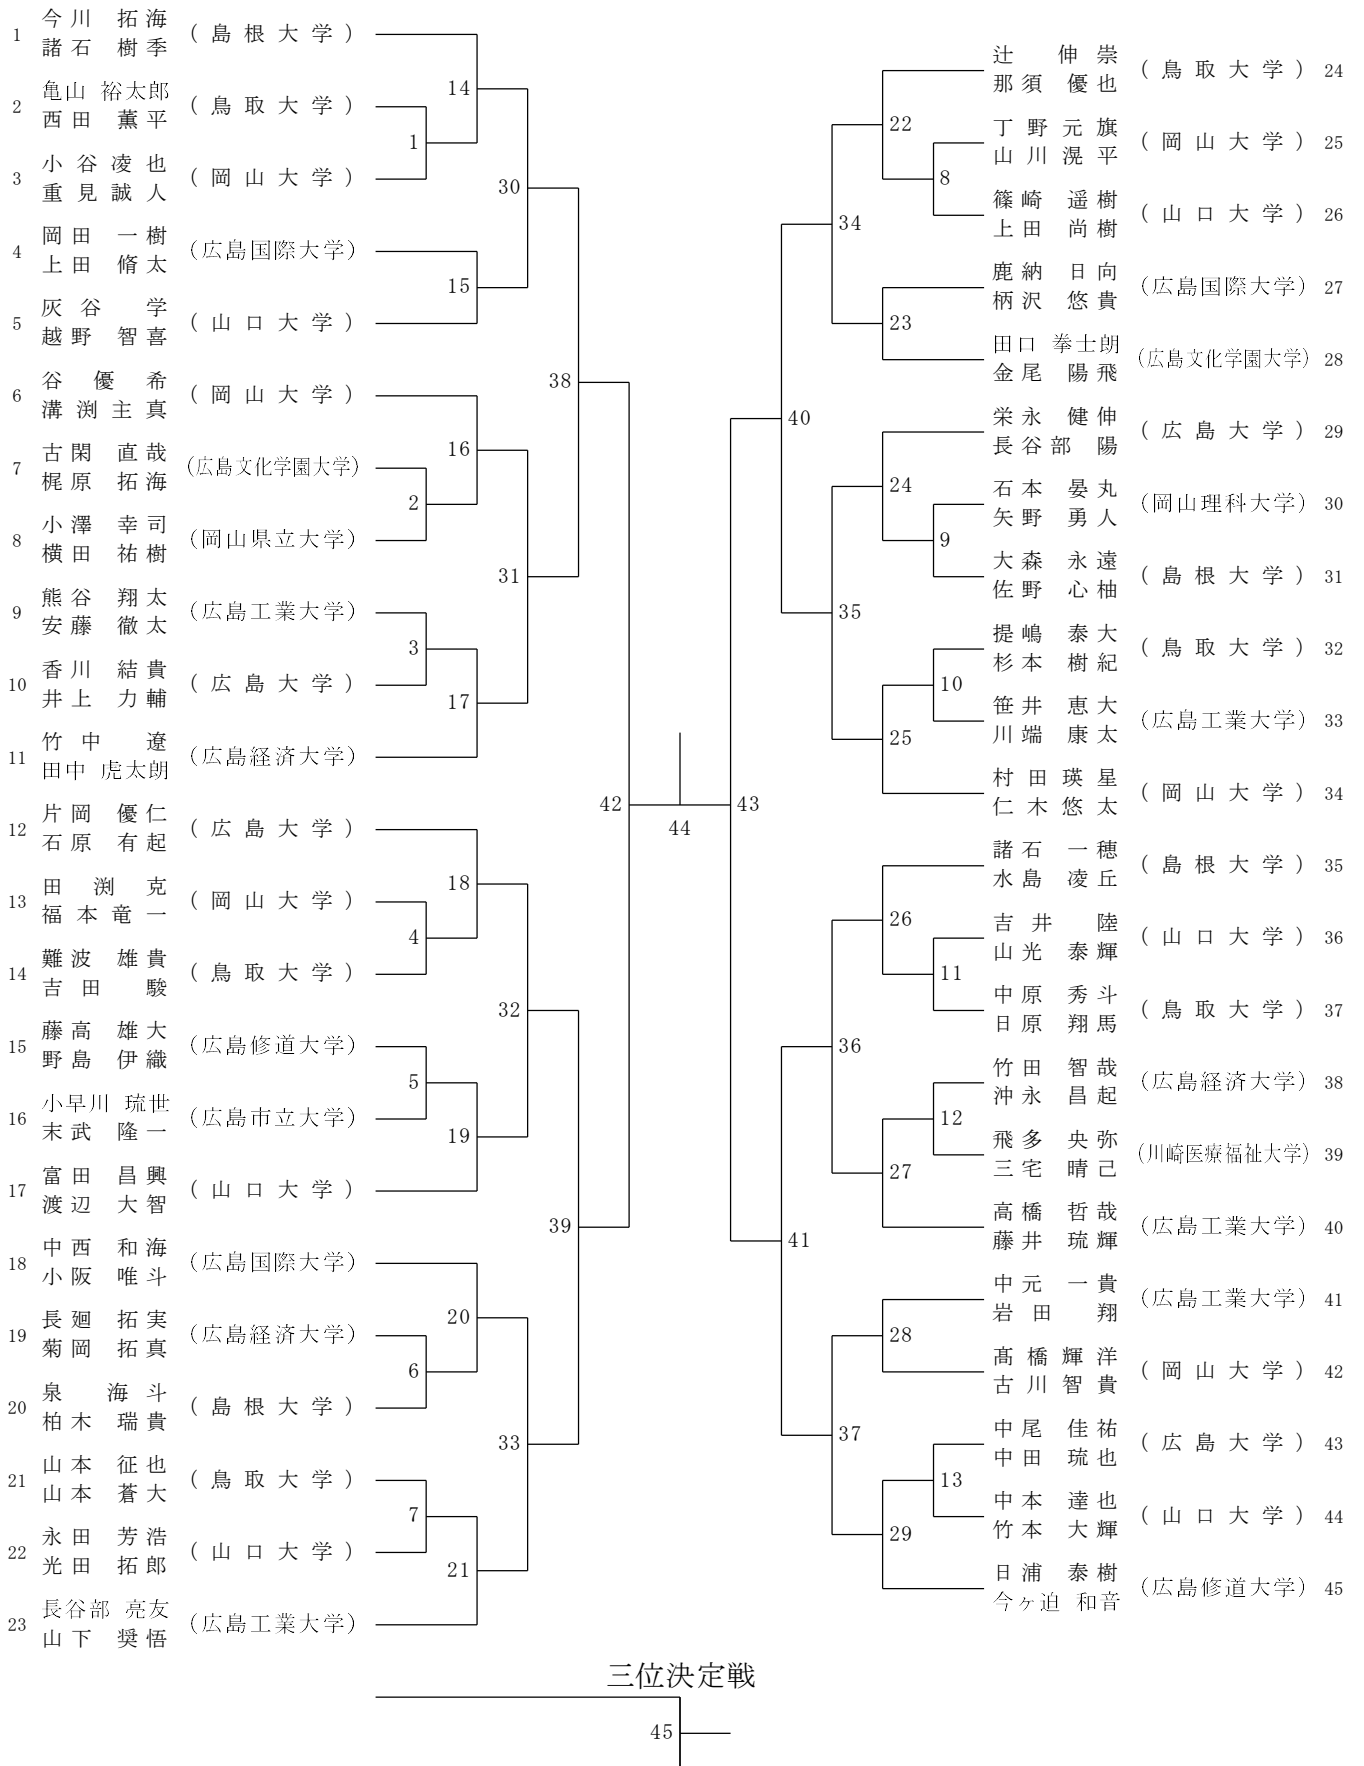 1 今川 拓海 (島根大学)
諸石 樹季
2 亀山 裕太郎 (鳥取大学)
西田 薫平
3 小谷凌也 (岡山大学)
重見誠人
4 岡田 一樹 (広島国際大学)
上田 脩太
5 灰谷 学 (山口大学)
越野 智喜
6 谷 優希 (岡山大学)
溝渕主真
7 古閑 直哉 (広島文化学園大学)
梶原 拓海
8 小澤 幸司 (岡山県立大学)
横田 祐樹
9 熊谷 翔太 (広島工業大学)
安藤 徹太
10 香川 結貴 (広島大学)
井上 力輔
11 竹中 遼 (広島経済大学)
田中 虎太朗
12 片岡 優仁 (広島大学)
石原 有起
13 田渕克 (岡山大学)
福本竜一
14 難波 雄貴 (鳥取大学)
吉田 駿
15 藤高 雄大 (広島修道大学)
野島 伊織
16 小早川 琉世 (広島市立大学)
末武 隆一
17 富田 昌興 (山口大学)
渡辺 大智
18 中西 和海 (広島国際大学)
小阪 唯斗
19 長廻 拓実 (広島経済大学)
菊岡 拓真
20 泉 海斗 (島根大学)
柏木 瑞貴
21 山本 征也 (鳥取大学)
山本 蒼大
22 永田 芳浩 (山口大学)
光田 拓郎
23 長谷部 亮友 (広島工業大学)
山下 奨悟
14
1
30
15
38
16
2
31
3
17
42
18
4
32
5
19
39
20
6
33
7
21
44
43
22
8
34
23
40
24
9
35
10
25
26
11
36
12
27
41
28
37
13
29
辻 伸崇 (鳥取大学) 24
那須 優也
丁野元旗 (岡山大学) 25
山川滉平
篠崎 遥樹 (山口大学) 26
上田 尚樹
鹿納 日向 (広島国際大学) 27
柄沢 悠貴
田口 拳士朗 (広島文化学園大学) 28
金尾 陽飛
栄永 健伸 (広島大学) 29
長谷部 陽
石本 晏丸 (岡山理科大学) 30
矢野 勇人
大森 永遠 (島根大学) 31
佐野 心柚
提嶋 泰大 (鳥取大学) 32
杉本 樹紀
笹井 恵大 (広島工業大学) 33
川端 康太
村田瑛星 (岡山大学) 34
仁木悠太
諸石 一穂 (島根大学) 35
水島 凌丘
吉井 陸 (山口大学) 36
山光 泰輝
中原 秀斗 (鳥取大学) 37
日原 翔馬
竹田 智哉 (広島経済大学) 38
沖永 昌起
飛多 央弥 (川崎医療福祉大学) 39
三宅 晴己
高橋 哲哉 (広島工業大学) 40
藤井 琉輝
中元 一貴 (広島工業大学) 41
岩田 翔
髙橋輝洋 (岡山大学) 42
古川智貴
中尾 佳祐 (広島大学) 43
中田 琉也
中本 達也 (山口大学) 44
竹本 大輝
日浦 泰樹 (広島修道大学) 45
今ヶ迫 和音
三位決定戦
45